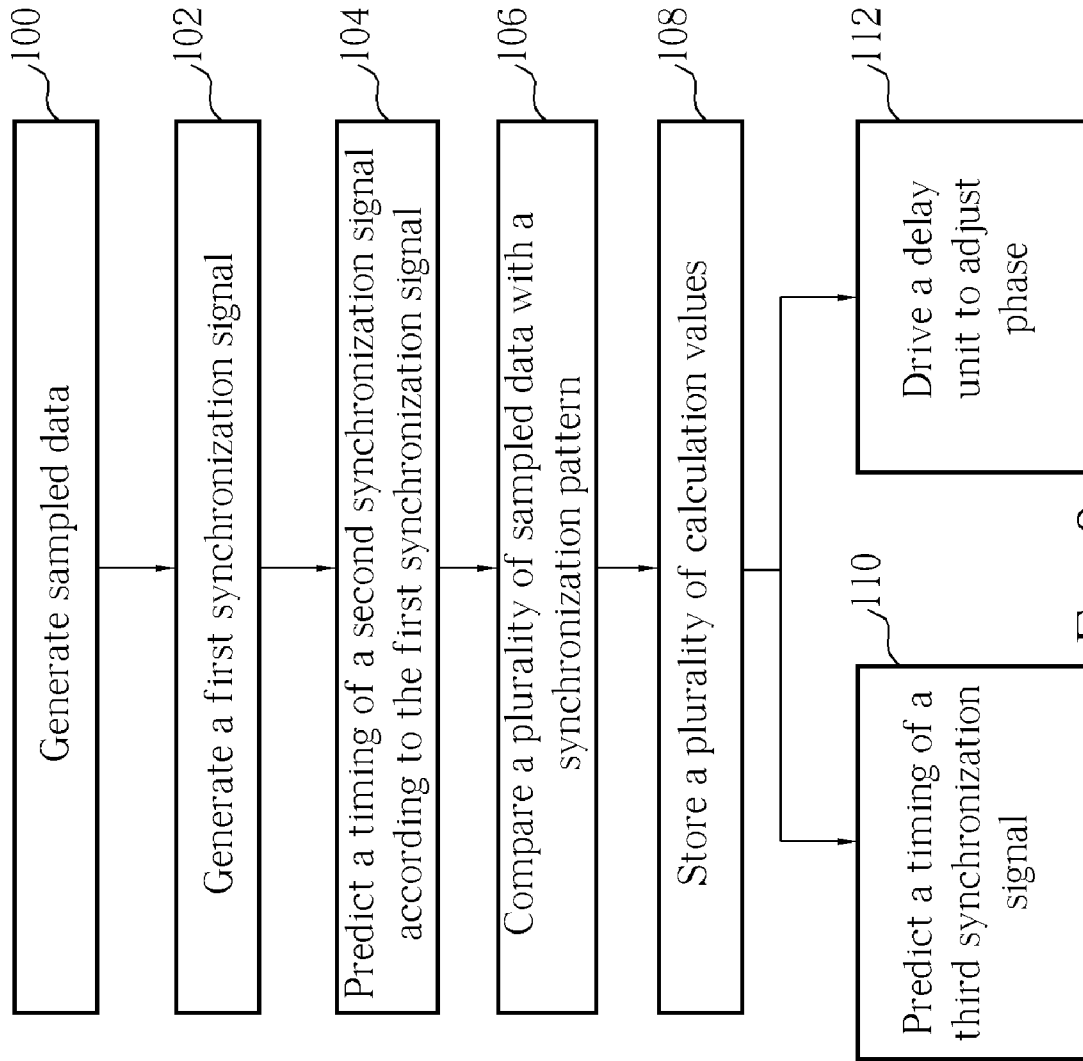 Generate sampled data
100
Generate a first synchronization signal
102
Predict a timing of a second synchronization signal
according to the first synchronization signal
104
Compare a plurality of sampled data with a
synchronization pattern
106
Store a plurality of calculation values
108
Predict a timing of a
third synchronization
signal
110
Drive a delay
unit to adjust
phase
112